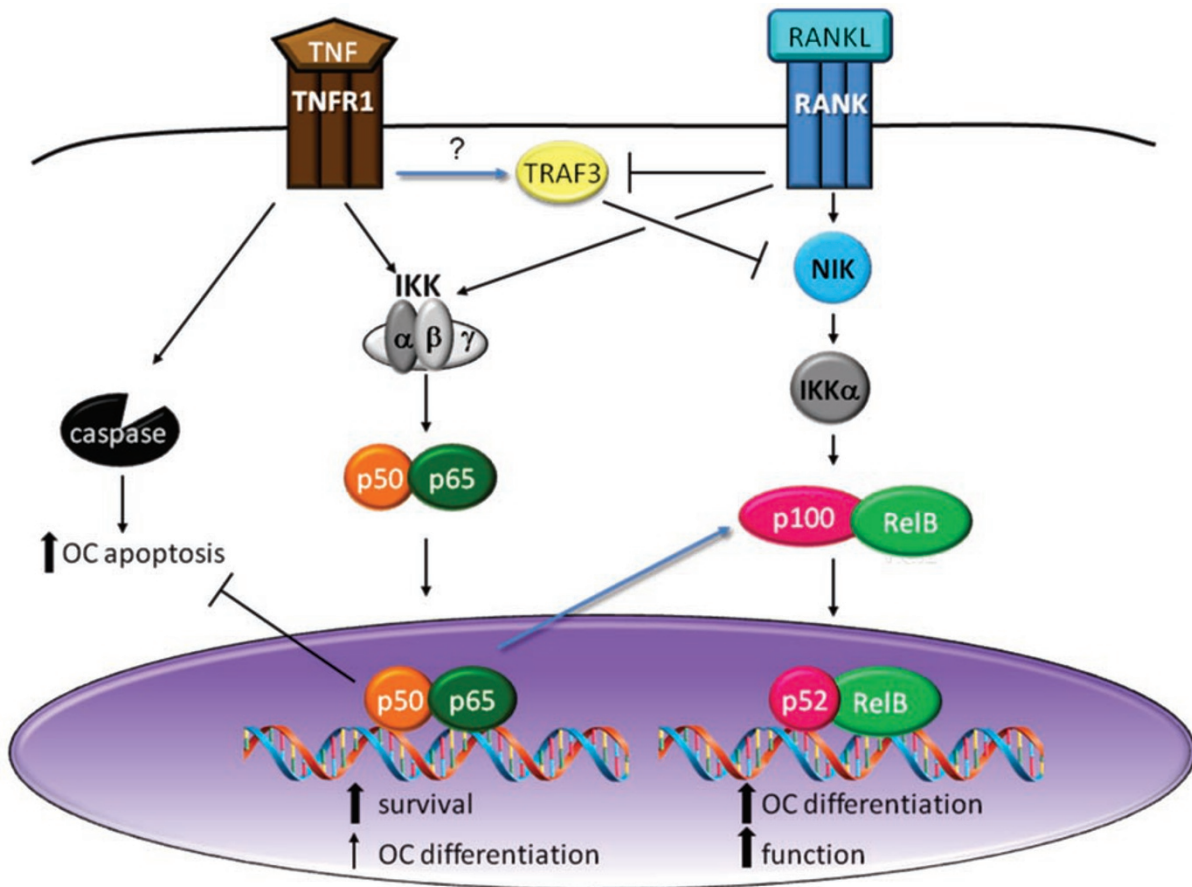 TNF
RANKL
TNFR1
RANK
?
TRAF3
NIK
IKK
α β γ
IKKα
caspase
p50 p65
p100 RelB
OC apoptosis
p50 p65
p52 RelB
survival
OC differentiation
OC differentiation
function